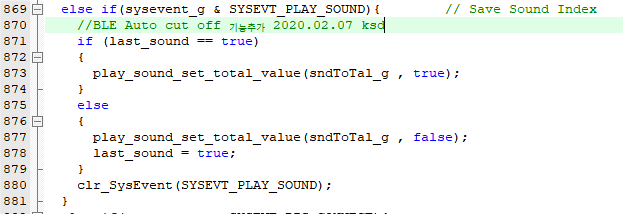 869 else if(sysevent_g & SYSEVT_PLAY_SOUND){ // Save Sound Index
870 //BLE Auto cut off 기능추가 2020.02.07 ksd
871 if (last_sound == true)
872 {
873 play_sound_set_total_value(sndToTal_g , true);
874 }
875 else
876 {
877 play_sound_set_total_value(sndToTal_g , false);
878 last_sound = true;
879 }
880 clr_SysEvent(SYSEVT_PLAY_SOUND);
881 }